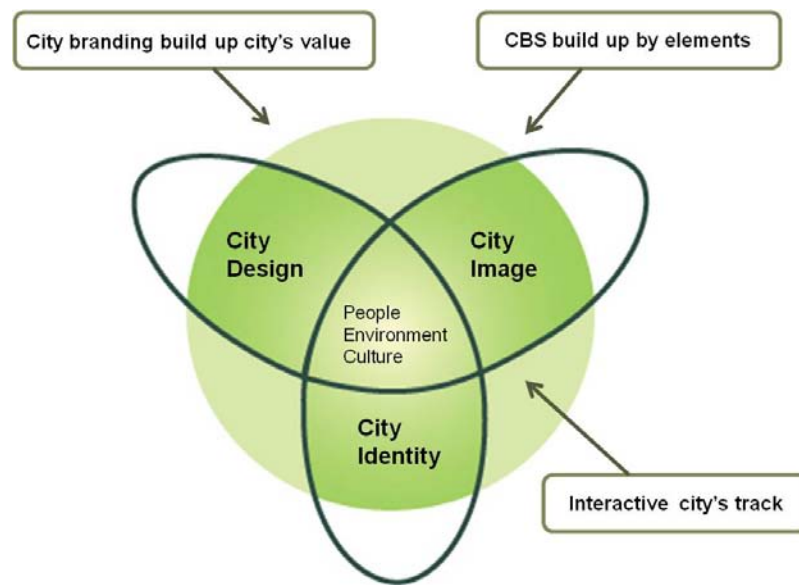 City branding build up city's value
CBS build up by elements
City
Design
City
Image
People
Environment
Culture
City
Identity
Interactive city's track